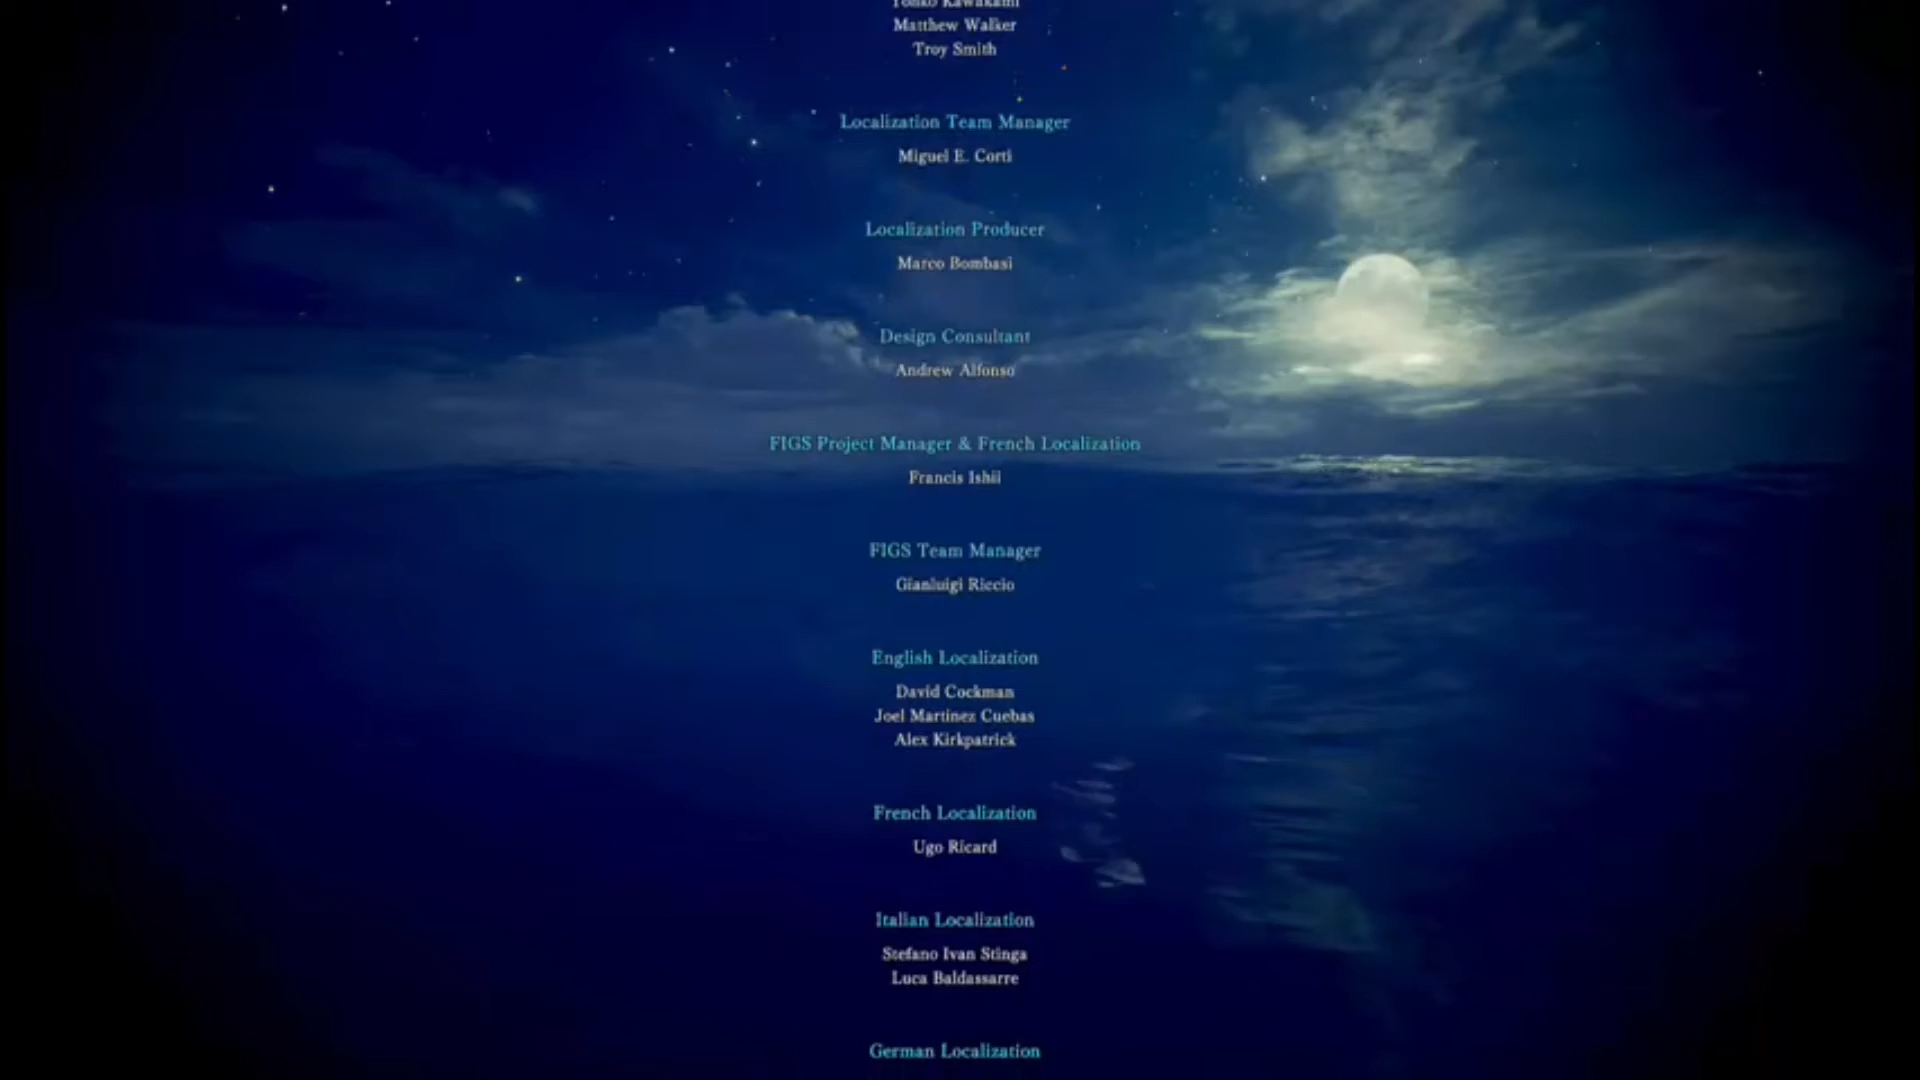 Matthew Walker
Troy Smith
Localization Team Manager
Miguel E. Corti
Localization Producer
Marco Bombasi
Design Consultant
Andrew Alfonso
FIGS Project Manager & French Localization
Francis Ishii
FIGS Team Manager
Gianluigi Riccio
English Localization
David Cockman
Joel Martinez Cuebas
Alex Kirkpatrick
French Localization
Ugo Ricard
Italian Localization
Stefano Ivan Stinga
Luca Baldassarre
German Localization